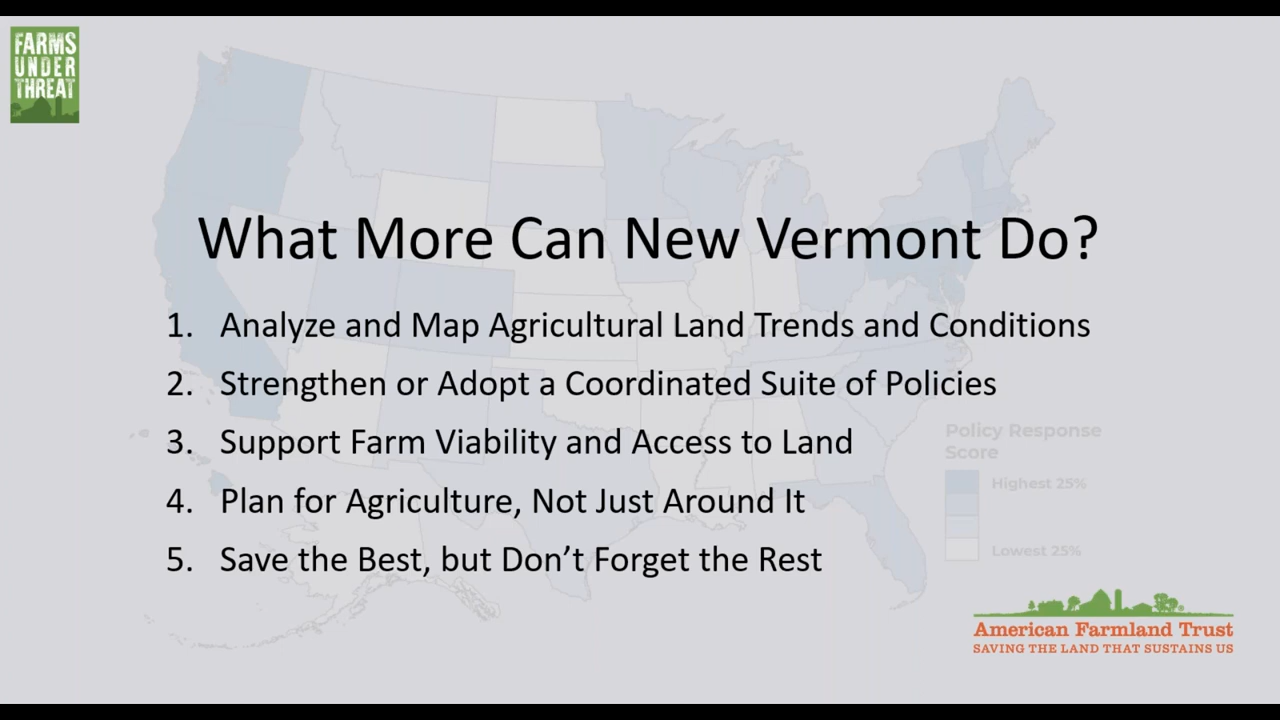 FARMS
UNDER
THREAT
What More Can New Vermont Do?
1. Analyze and Map Agricultural Land Trends and Conditions
2. Strengthen or Adopt a Coordinated Suite of Policies
3. Support Farm Viability and Access to Land
4. Plan for Agriculture, Not Just Around It
5. Save the Best, but Don’t Forget the Rest
Policy Response
Score
Highest 25%
Lowest 25%
American Farmland Trust
SAVING THE LAND THAT SUSTAINS US